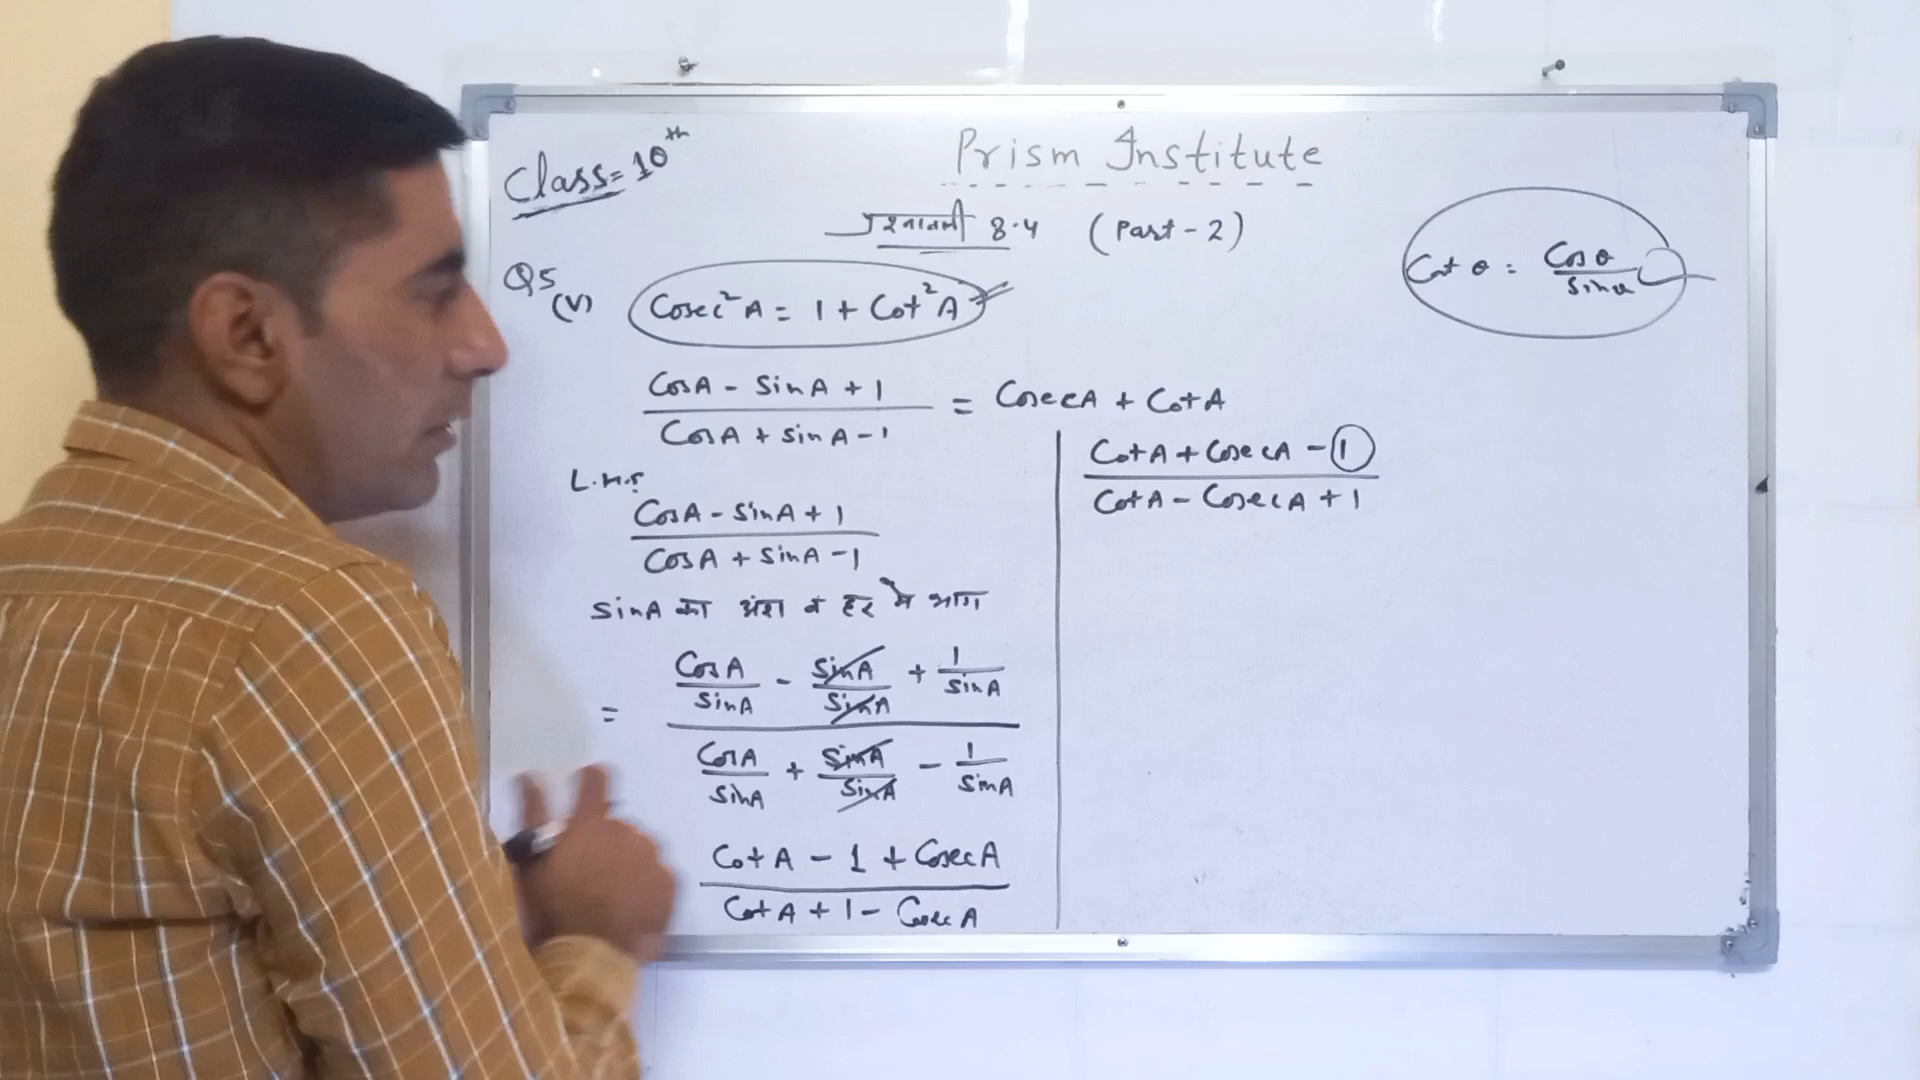 Class = 10th
Prism Institute
प्रश्नावली 8.4 (Part - 2)
Cot θ = Cos θ / Sin θ
Q5 (v) Cosec²A = 1 + Cot²A
CosA - SinA + 1 / CosA + SinA - 1 = CosecA + CotA
L.H.S
CosA - SinA + 1 / CosA + SinA - 1
SinA का अंश व हर में भाग
= CosA/SinA - SinA/SinA + 1/SinA
CosA/SinA + SinA/SinA - 1/SinA
CotA - 1 + CosecA
CotA + 1 - CosecA
CotA + CosecA - 1
CotA - CosecA + 1